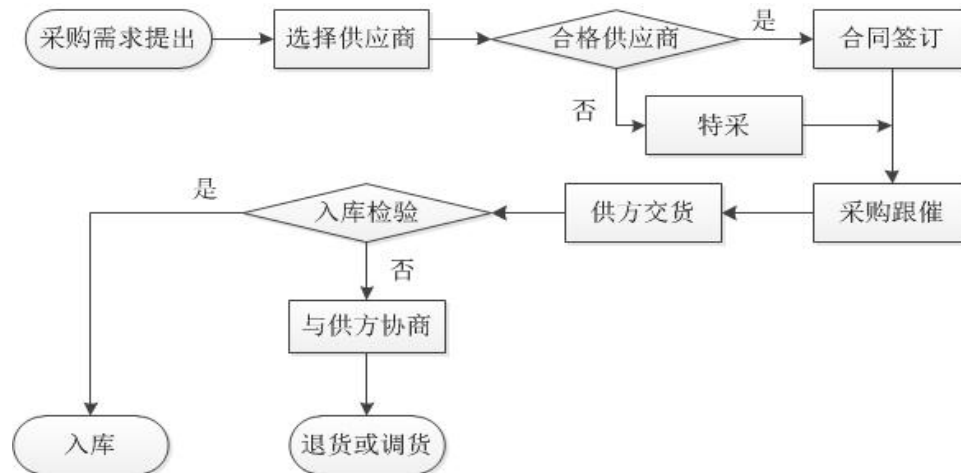 采购需求提出
选择供应商
合格供应商
是
合同签订
否
特采
是
入库检验
供方交货
采购跟催
否
与供方协商
入库
退货或调货